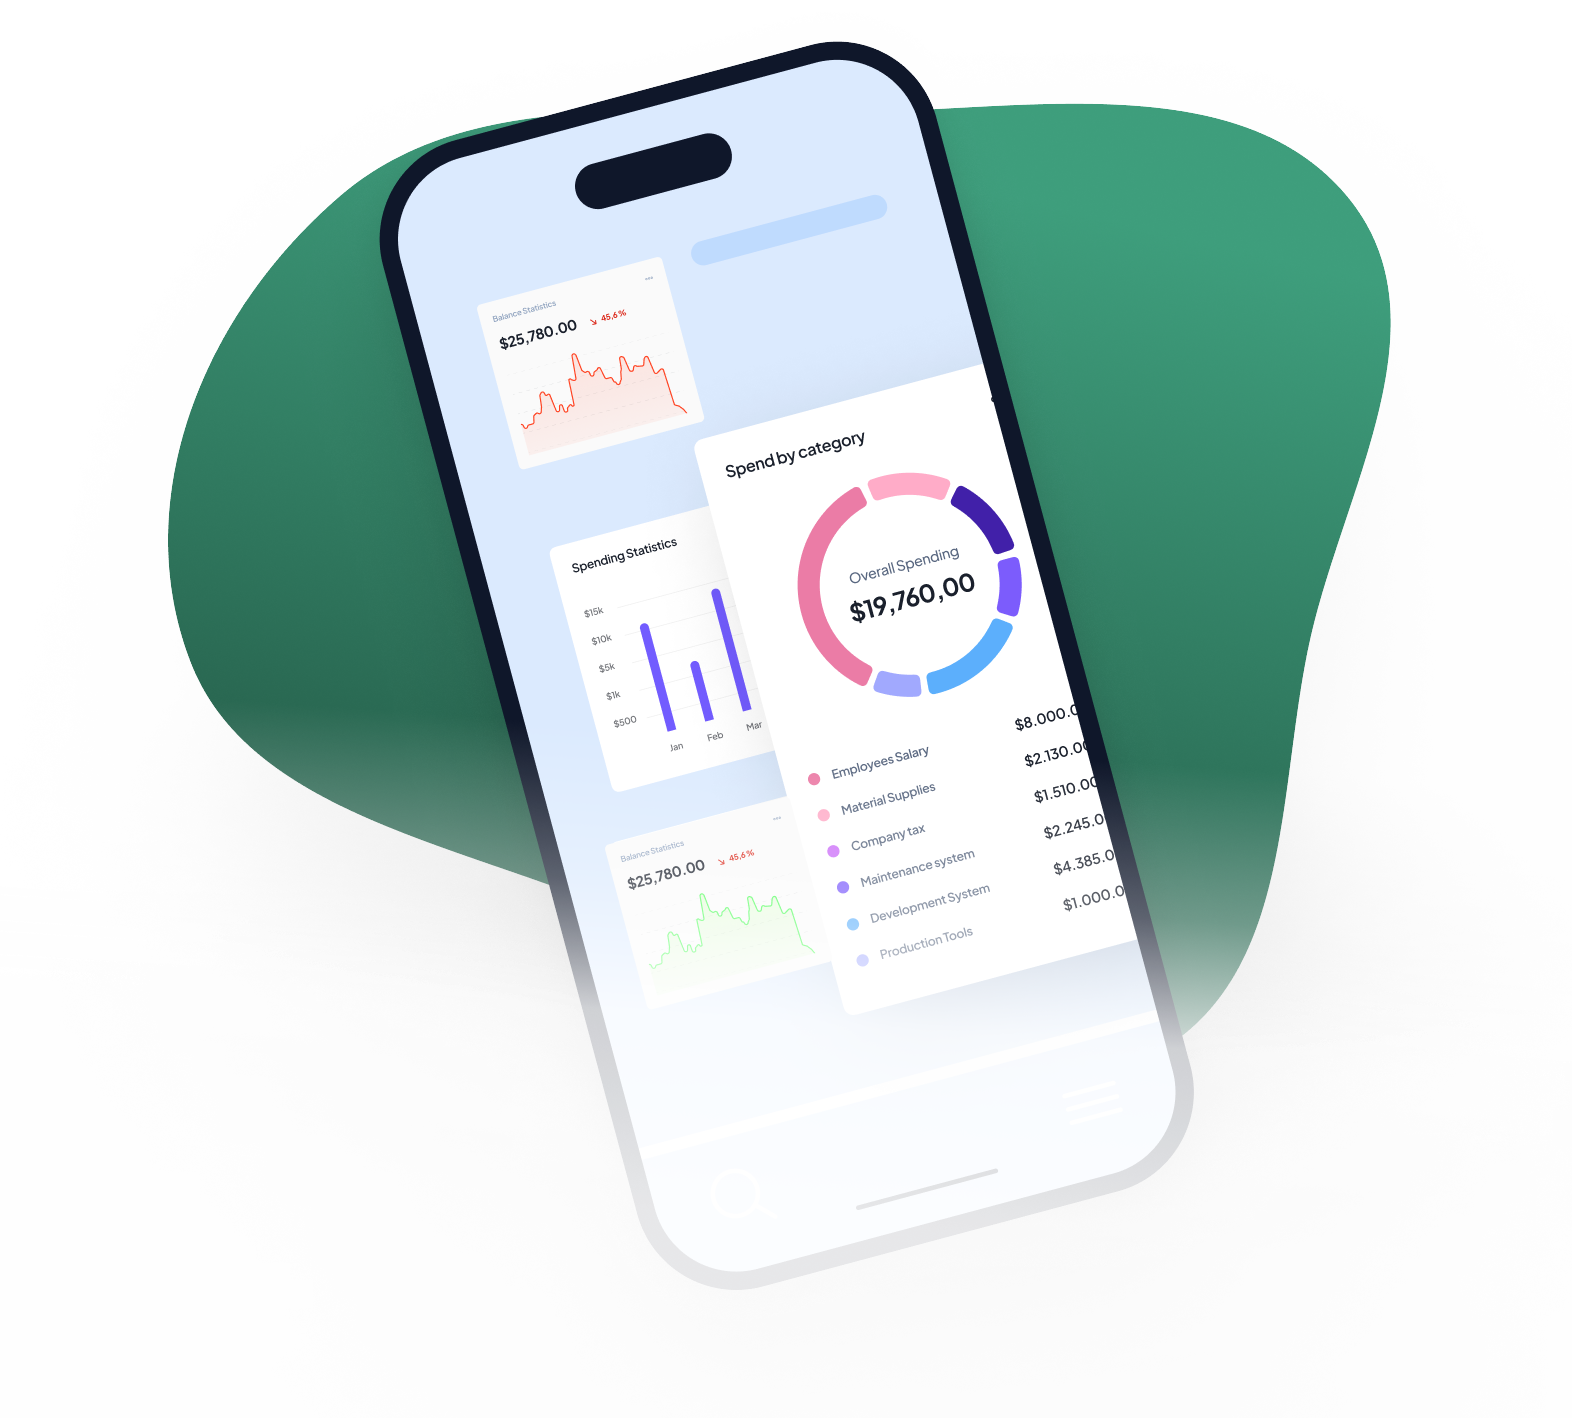 Balance Statistics
$25,780.00 45,6%
Spending Statistics
$15k
$10k
$5k
$1k
$500
Jan Feb Mar
Balance Statistics
$25,780.00 45,6%
Spend by category
Overall Spending
$19,760,00
Employees Salary $8.000.0
Material Supplies $2.130.00
Company tax $1.510.00
Maintenance system $2.245.0
Development System $4.385.0
Production Tools $1.000.0